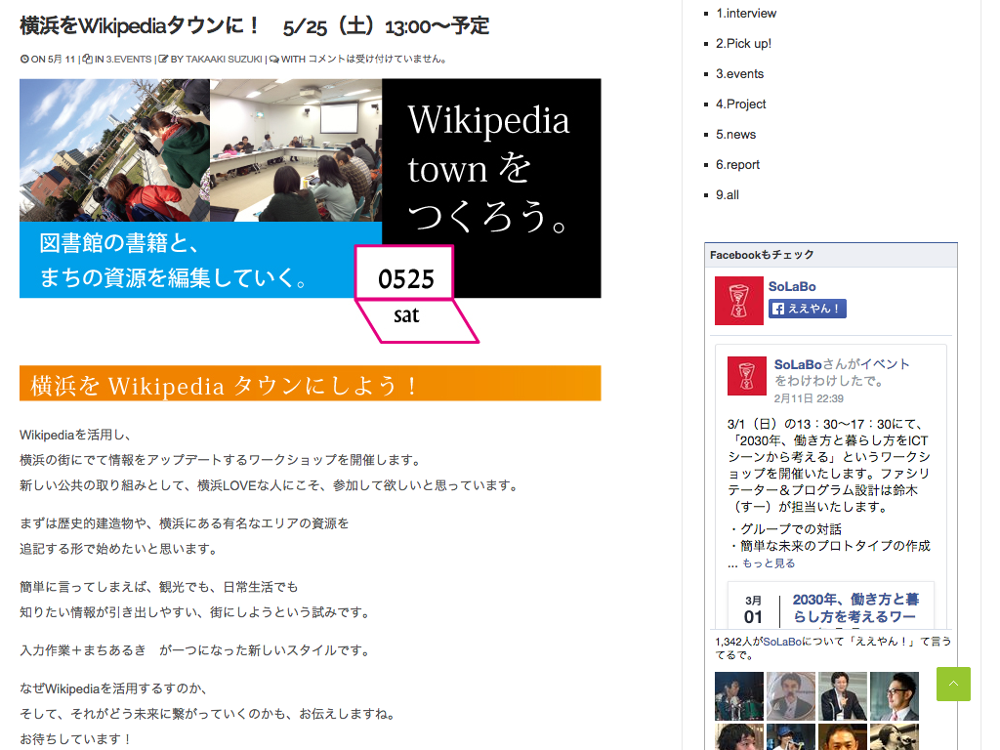 横浜をWikipediaタウンに！　5/25（土）13:00〜予定
ON 5月 11 | IN 3.EVENTS | BY TAKAAKI SUZUKI | WITH コメントは受け付けていません。
Wikipedia
town を
つくろう。
図書館の書籍と、
まちの資源を編集していく。
0525
sat
横浜を Wikipedia タウンにしよう！
Wikipediaを活用し、
横浜の街にでて情報をアップデートするワークショップを開催します。
新しい公共の取り組みとして、横浜LOVEな人にこそ、参加して欲しいと思っています。
まずは歴史的建造物や、横浜にある有名なエリアの資源を
追記する形で始めたいと思います。
簡単に言ってしまえば、観光でも、日常生活でも
知りたい情報が引き出しやすい、街にしようという試みです。
入力作業＋まちあるき　が一つになった新しいスタイルです。
なぜWikipediaを活用するすのか、
そして、それがどう未来に繋がっていくのかも、お伝えしますね。
お待ちしています！
1.interview
2.Pick up!
3.events
4.Project
5.news
6.report
9.all
Facebookもチェック
SoLaBo
ええやん！
SoLaBoさんがイベント
をわけわけしたで。
2月11日 22:39
3/1（日）の13：30〜17：30にて、
「2030年、働き方と暮らし方をICT
シーンから考える」というワークシ
ョップを開催いたします。ファシリ
テーター＆プログラム設計は鈴木
（すー）が担当いたします。
・グループでの対話
・簡単な未来のプロトタイプの作成
... もっと見る
3月
01
2030年、働き方と暮
らし方を考えるワー
1,342人がSoLaBoについて「ええやん！」て言う
てるで。